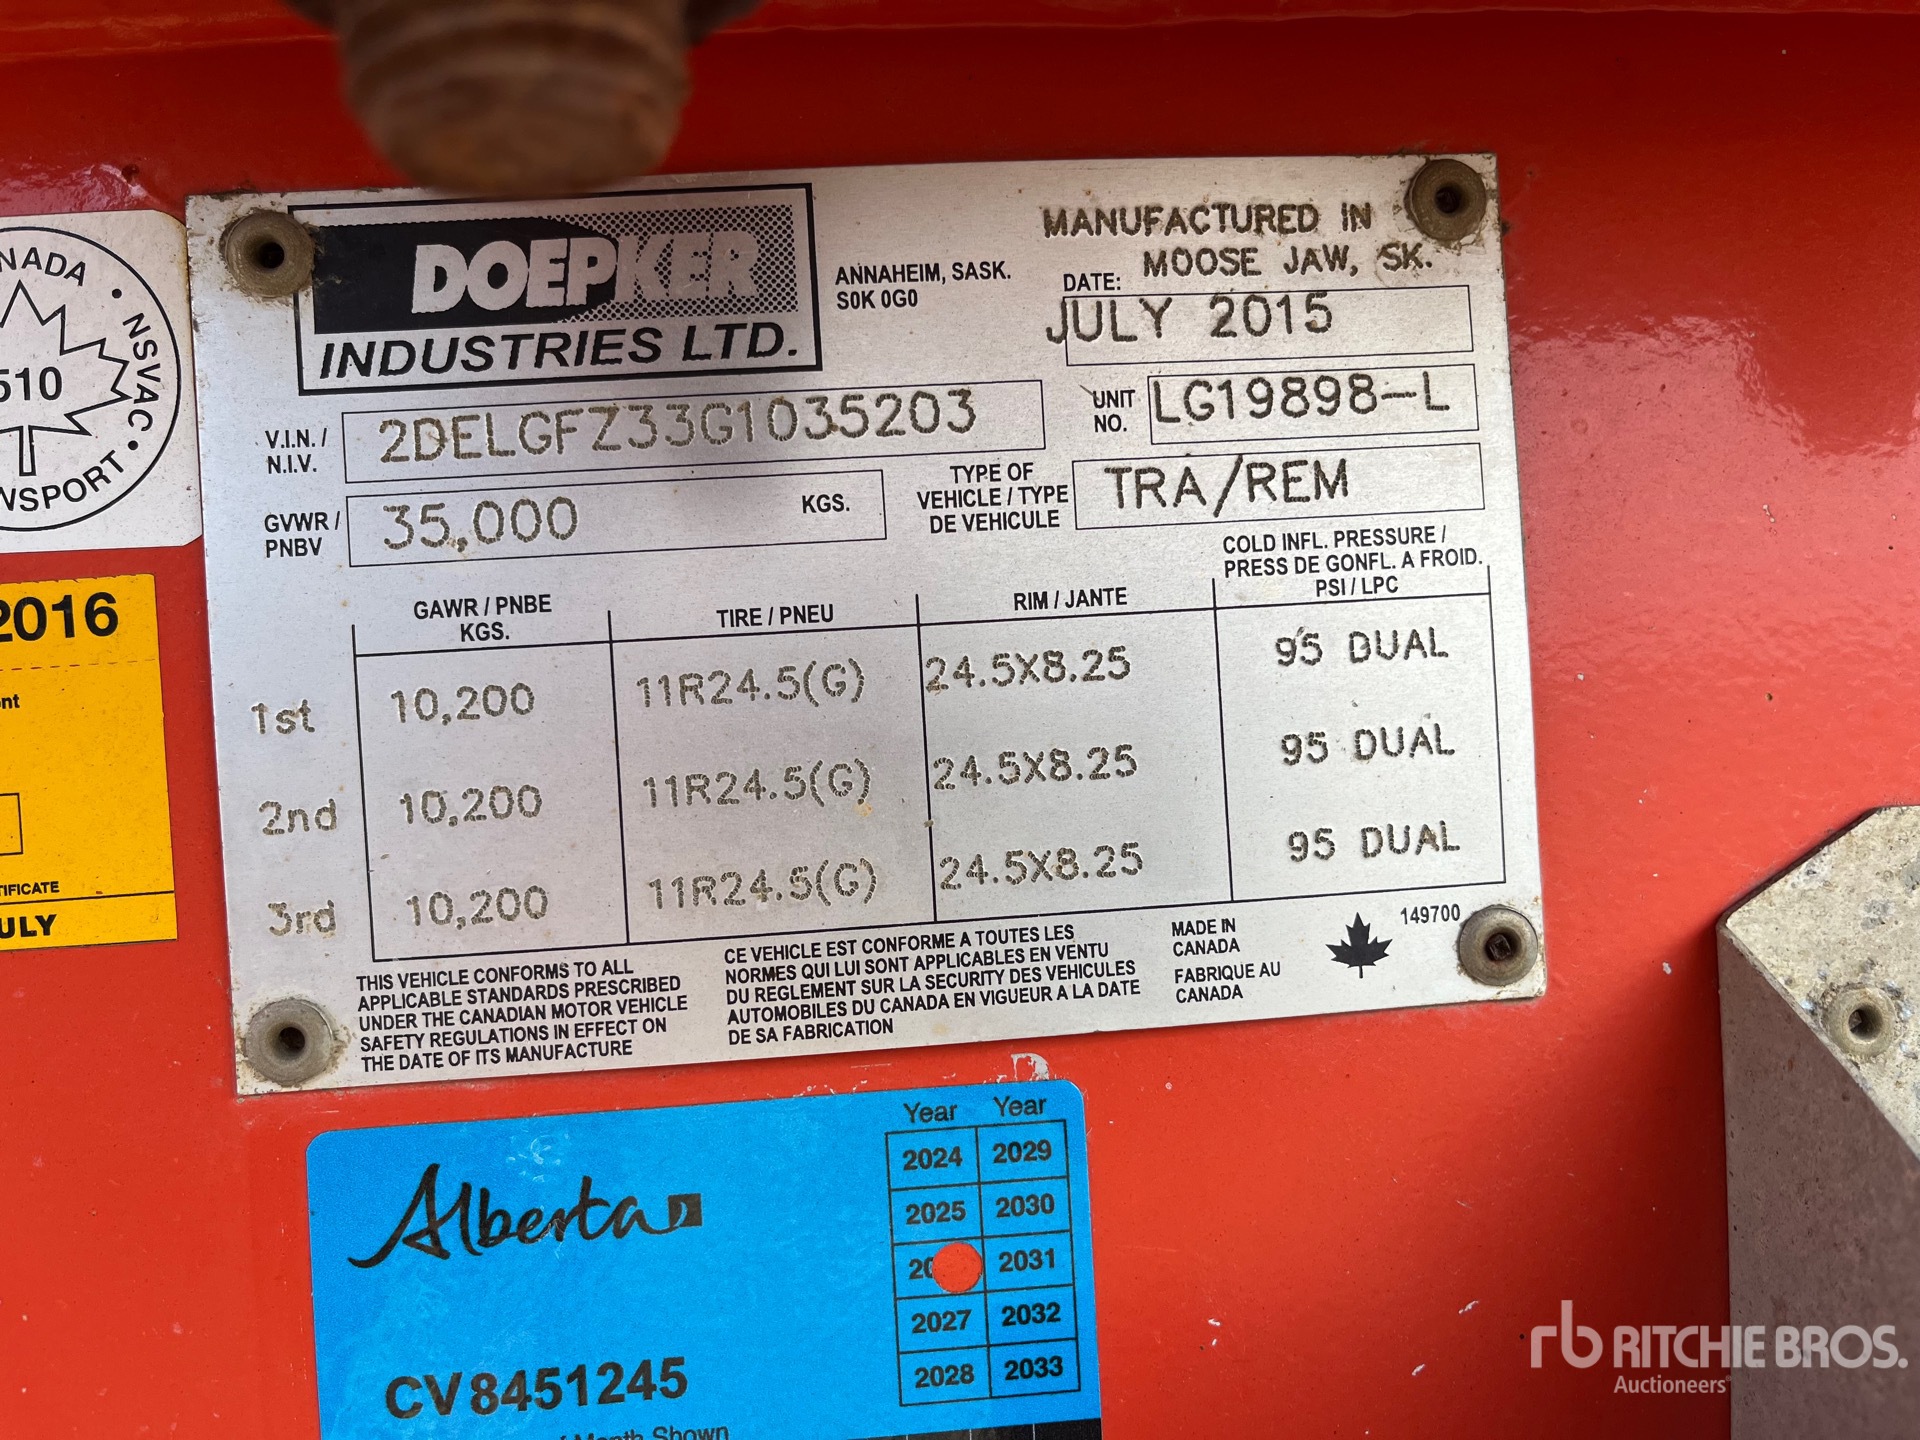 DOEPKER
INDUSTRIES LTD.
ANNAHEIM, SASK.
S0K 0G0
MANUFACTURED IN
MOOSE JAW, SK.
DATE:
JULY 2015
V.I.N. /
N.I.V.
2DELGFZ33G1035203
UNIT
NO.
LG19898-L
GVWR /
PNBV
35,000
KGS.
TYPE OF
VEHICLE / TYPE
DE VEHICULE
TRA/REM
GAWR / PNBE
KGS.
TIRE / PNEU
RIM / JANTE
COLD INFL. PRESSURE /
PRESS DE GONFL. A FROID.
PSI / LPC
1st 10,200 11R24.5(G) 24.5X8.25 95 DUAL
2nd 10,200 11R24.5(G) 24.5X8.25 95 DUAL
3rd 10,200 11R24.5(G) 24.5X8.25 95 DUAL
THIS VEHICLE CONFORMS TO ALL
APPLICABLE STANDARDS PRESCRIBED
UNDER THE CANADIAN MOTOR VEHICLE
SAFETY REGULATIONS IN EFFECT ON
THE DATE OF ITS MANUFACTURE
CE VEHICLE EST CONFORME A TOUTES LES
NORMES QUI LUI SONT APPLICABLES EN VENTU
DU REGLEMENT SUR LA SECURITY DES VEHICULES
AUTOMOBILES DU CANADA EN VIGUEUR A LA DATE
DE SA FABRICATION
MADE IN
CANADA
FABRIQUE AU
CANADA
149700
NSVAC
510
2016
Alberta
CV8451245
Month Shown
Year Year
2024 2029
2025 2030
2031
2027 2032
2028 2033
rb RITCHIE BROS.
Auctioneers